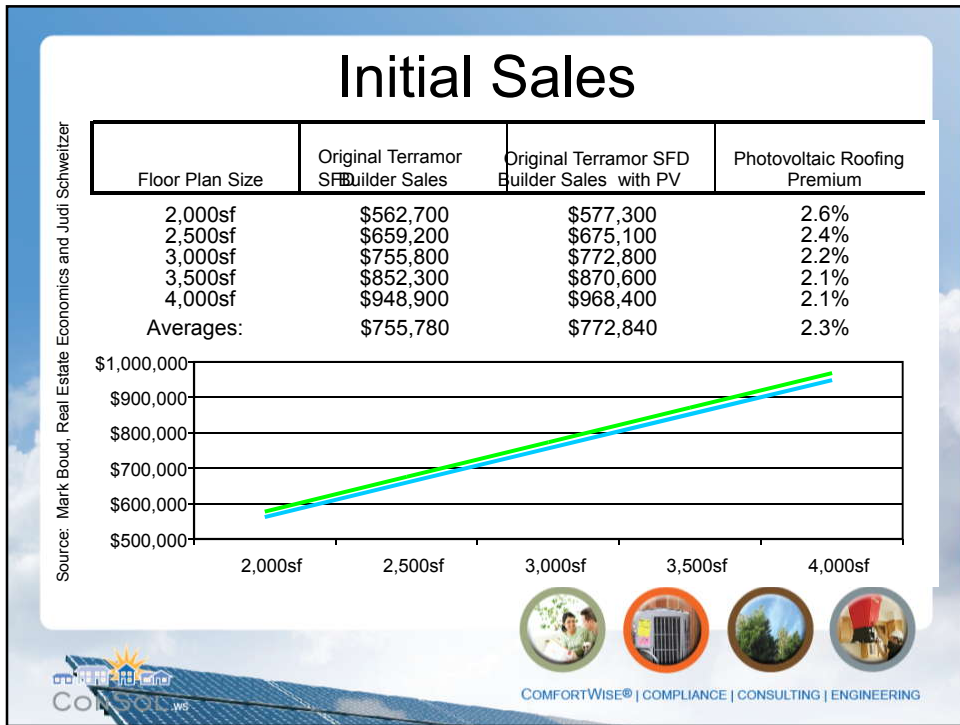 Initial Sales
Source: Mark Boud, Real Estate Economics and Judi Schweitzer
Floor Plan Size
Original Terramor
SFD Builder Sales
Original Terramor SFD
Builder Sales with PV
Photovoltaic Roofing
Premium
2,000sf $562,700 $577,300 2.6%
2,500sf $659,200 $675,100 2.4%
3,000sf $755,800 $772,800 2.2%
3,500sf $852,300 $870,600 2.1%
4,000sf $948,900 $968,400 2.1%
Averages: $755,780 $772,840 2.3%
$1,000,000
$900,000
$800,000
$700,000
$600,000
$500,000
2,000sf 2,500sf 3,000sf 3,500sf 4,000sf
ConSol.ws
COMFORTWISE® | COMPLIANCE | CONSULTING | ENGINEERING